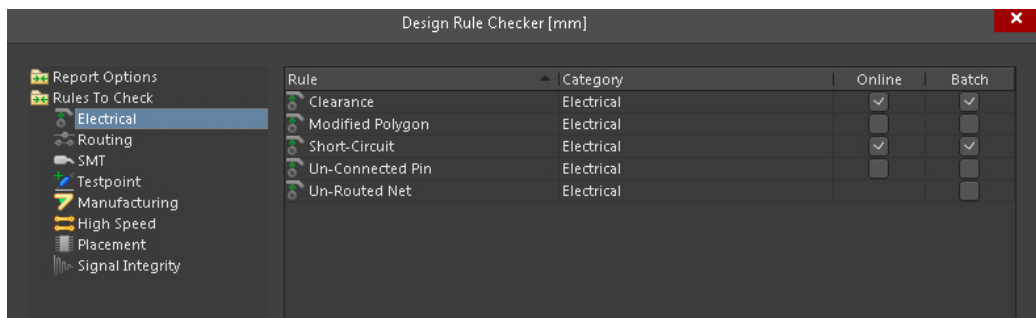 Design Rule Checker [mm]
Report Options
Rules To Check
Electrical
Routing
SMT
Testpoint
Manufacturing
High Speed
Placement
Signal Integrity
Rule Category Online Batch
Clearance Electrical
Modified Polygon Electrical
Short-Circuit Electrical
Un-Connected Pin Electrical
Un-Routed Net Electrical